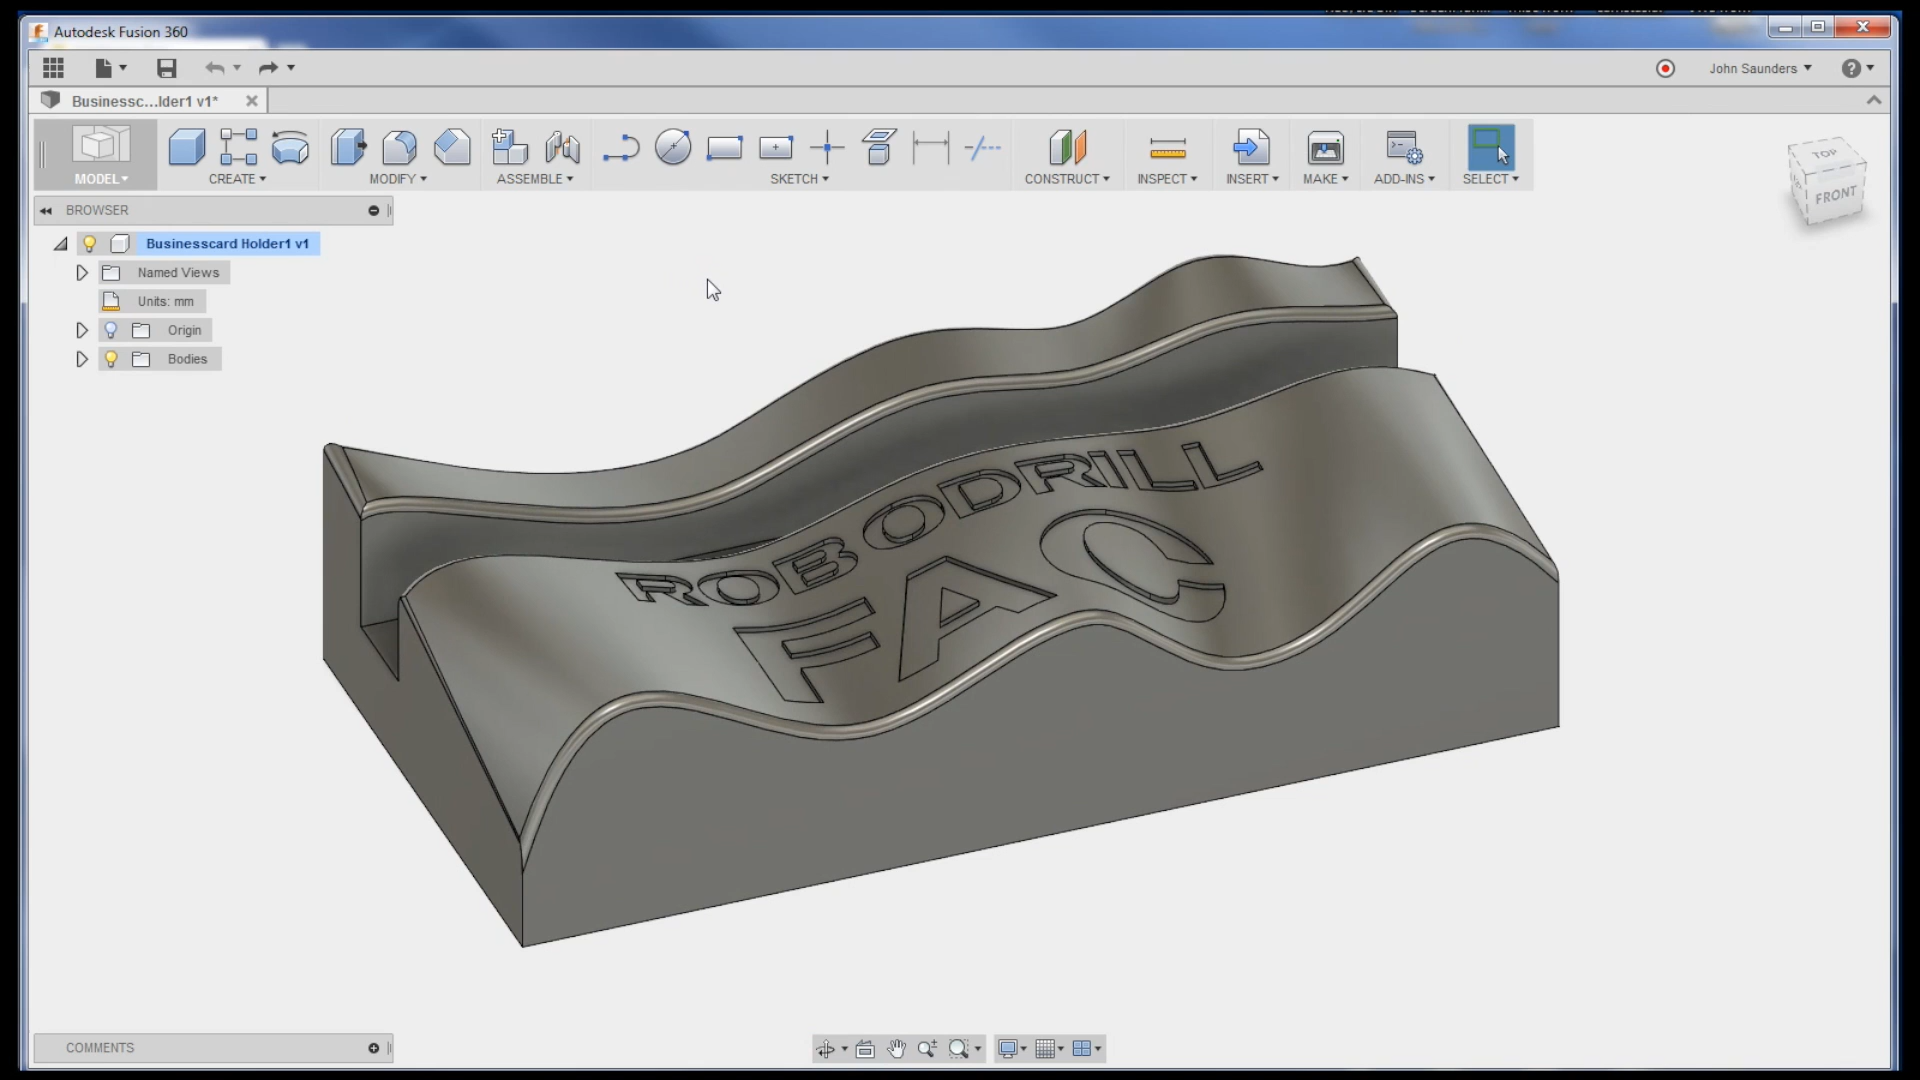 Autodesk Fusion 360
John Saunders
Businessc...lder1 v1*
MODEL
CREATE
MODIFY
ASSEMBLE
SKETCH
CONSTRUCT
INSPECT
INSERT
MAKE
ADD-INS
SELECT
TOP
FRONT
BROWSER
Businesscard Holder1 v1
Named Views
Units: mm
Origin
Bodies
ROBODRILL
FAC
COMMENTS